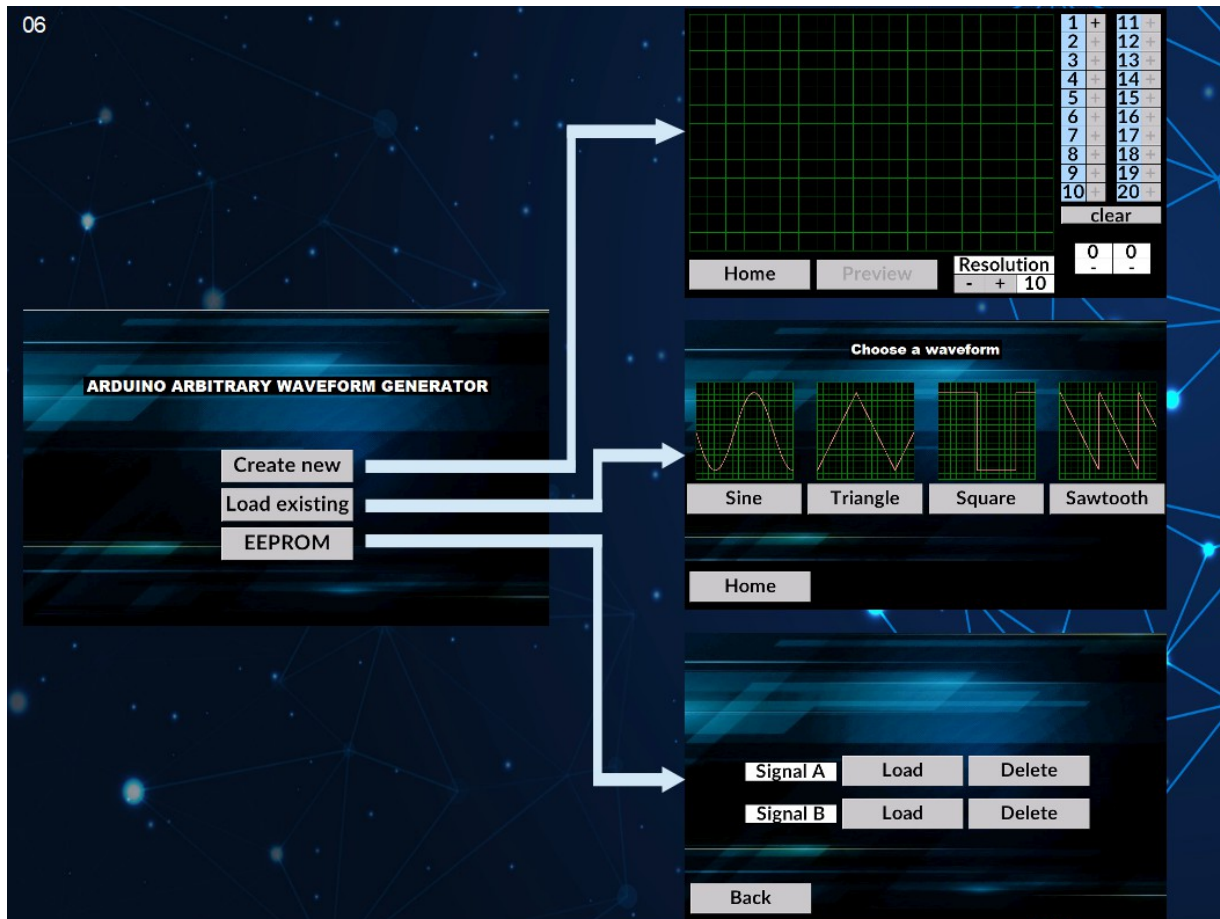 06
ARDUINO ARBITRARY WAVEFORM GENERATOR
Create new
Load existing
EEPROM
1 + 11 +
2 + 12 +
3 + 13 +
4 + 14 +
5 + 15 +
6 + 16 +
7 + 17 +
8 + 18 +
9 + 19 +
10 + 20 +
clear
0 0
- -
Home
Preview
Resolution
- + 10
Choose a waveform
Sine
Triangle
Square
Sawtooth
Home
Signal A Load Delete
Signal B Load Delete
Back